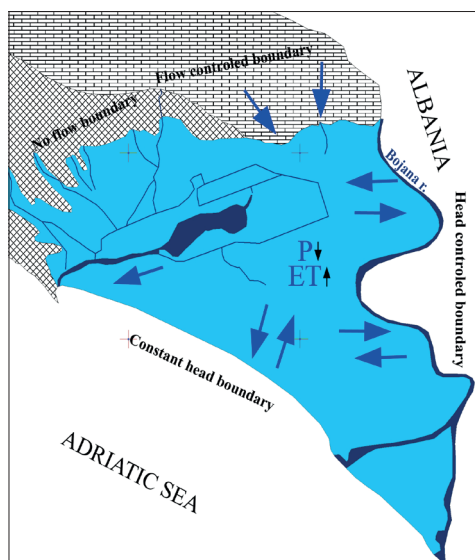 Flow controled boundary
No flow boundary
ALBANIA
Bojana r.
Head controled boundary
P
ET
Constant head boundary
ADRIATIC SEA